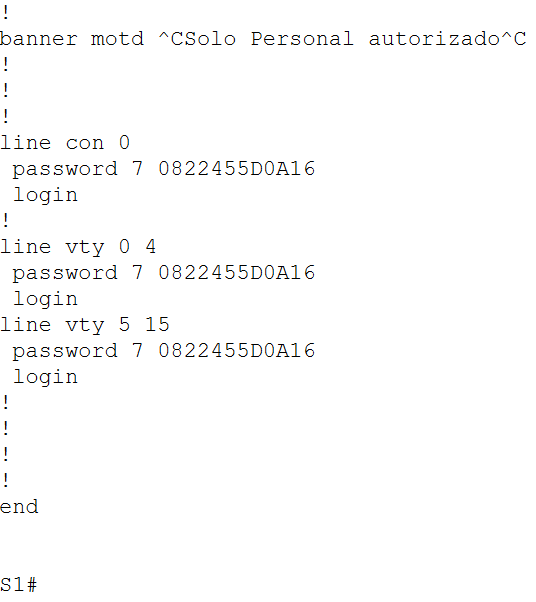 !
banner motd ^CSolo Personal autorizado^C
!
!
!
line con 0
 password 7 0822455D0A16
 login
!
line vty 0 4
 password 7 0822455D0A16
 login
line vty 5 15
 password 7 0822455D0A16
 login
!
!
!
!
end
S1#